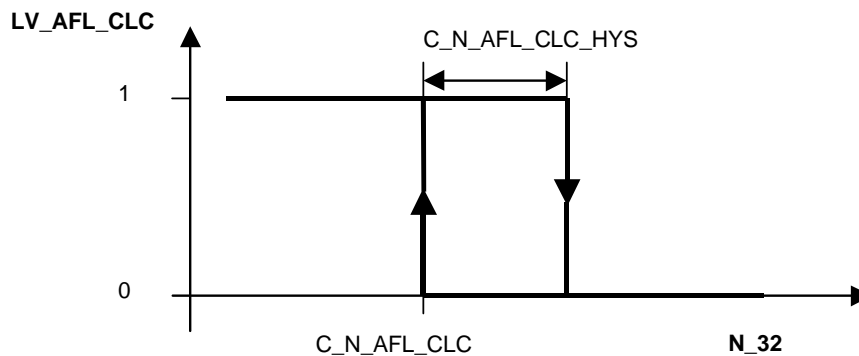 LV_AFL_CLC
C_N_AFL_CLC_HYS
1
0
C_N_AFL_CLC
N_32